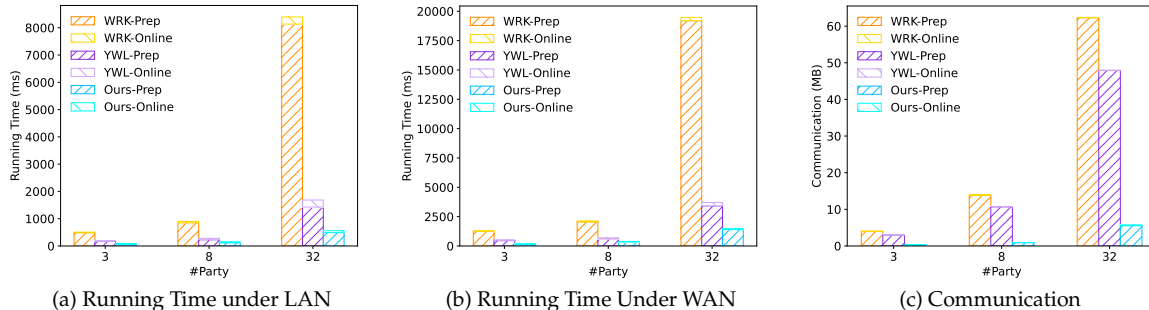 8000
7000
6000
5000
4000
3000
2000
1000
0
Running Time (ms)
WRK-Prep
WRK-Online
YWL-Prep
YWL-Online
Ours-Prep
Ours-Online
3 8 32
#Party
(a) Running Time under LAN
20000
17500
15000
12500
10000
7500
5000
2500
0
Running Time (ms)
WRK-Prep
WRK-Online
YWL-Prep
YWL-Online
Ours-Prep
Ours-Online
3 8 32
#Party
(b) Running Time Under WAN
60
50
40
30
20
10
0
Communication (MB)
WRK-Prep
WRK-Online
YWL-Prep
YWL-Online
Ours-Prep
Ours-Online
3 8 32
#Party
(c) Communication